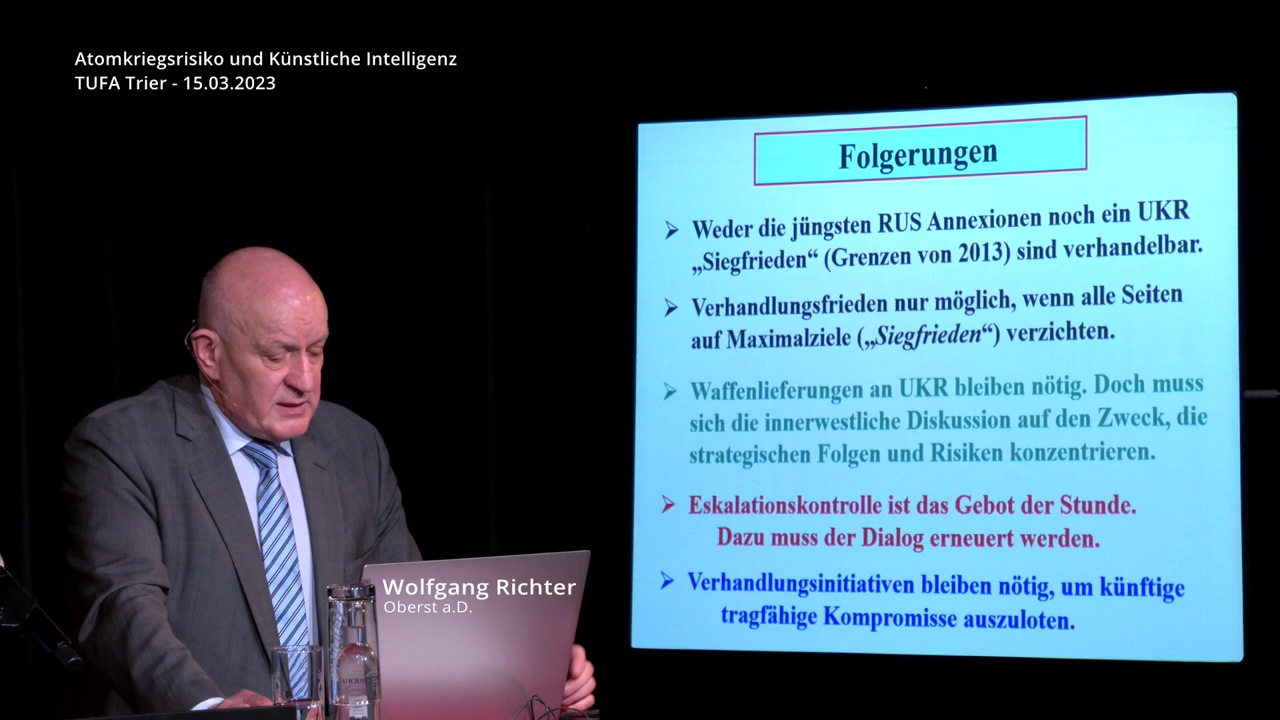 Atomkriegsrisiko und Künstliche Intelligenz
TUFA Trier - 15.03.2023
Folgerungen
➢ Weder die jüngsten RUS Annexionen noch ein UKR
„Siegfrieden“ (Grenzen von 2013) sind verhandelbar.
➢ Verhandlungsfrieden nur möglich, wenn alle Seiten
auf Maximalziele („Siegfrieden“) verzichten.
➢ Waffenlieferungen an UKR bleiben nötig. Doch muss
sich die innerwestliche Diskussion auf den Zweck, die
strategischen Folgen und Risiken konzentrieren.
➢ Eskalationskontrolle ist das Gebot der Stunde.
Dazu muss der Dialog erneuert werden.
➢ Verhandlungsinitiativen bleiben nötig, um künftige
tragfähige Kompromisse auszuloten.
Wolfgang Richter
Oberst a.D.